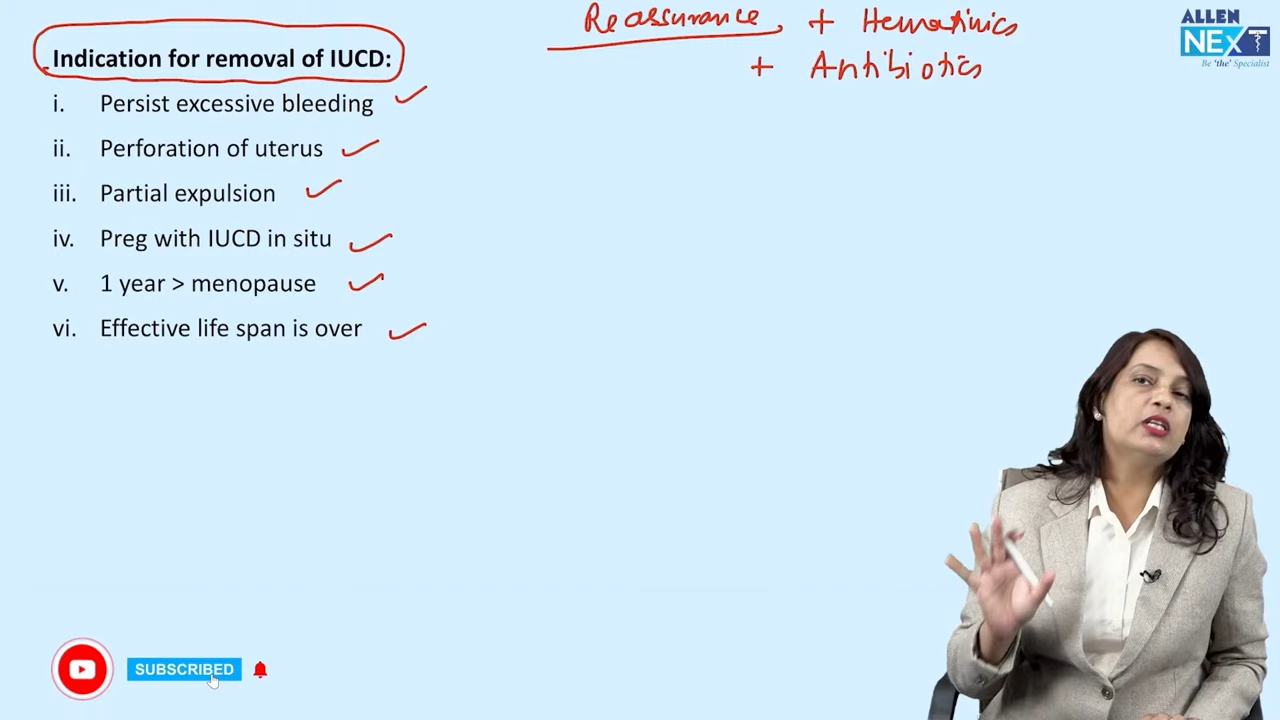 Reassurance + Hematinics
+ Antibiotics
ALLEN
NEXT
Be 'the' Specialist
Indication for removal of IUCD:
i. Persist excessive bleeding
ii. Perforation of uterus
iii. Partial expulsion
iv. Preg with IUCD in situ
v. 1 year > menopause
vi. Effective life span is over
SUBSCRIBED